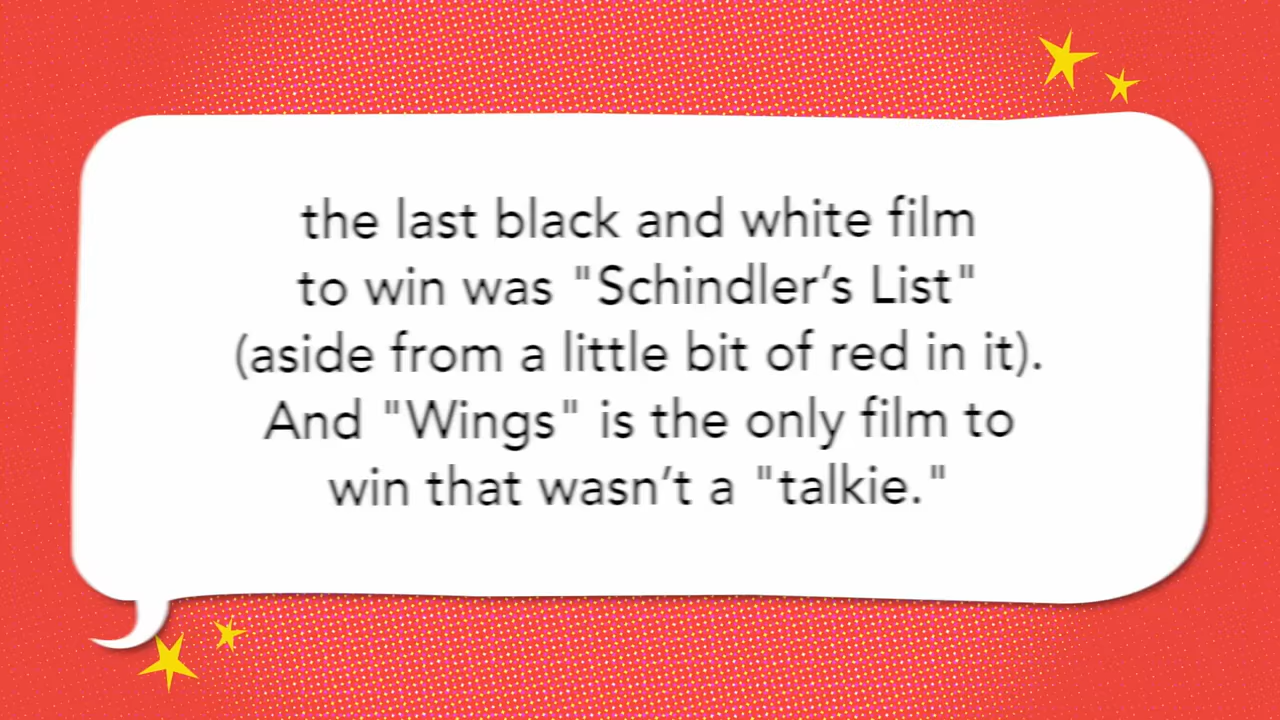 the last black and white film
to win was "Schindler’s List"
(aside from a little bit of red in it).
And "Wings" is the only film to
win that wasn’t a "talkie."